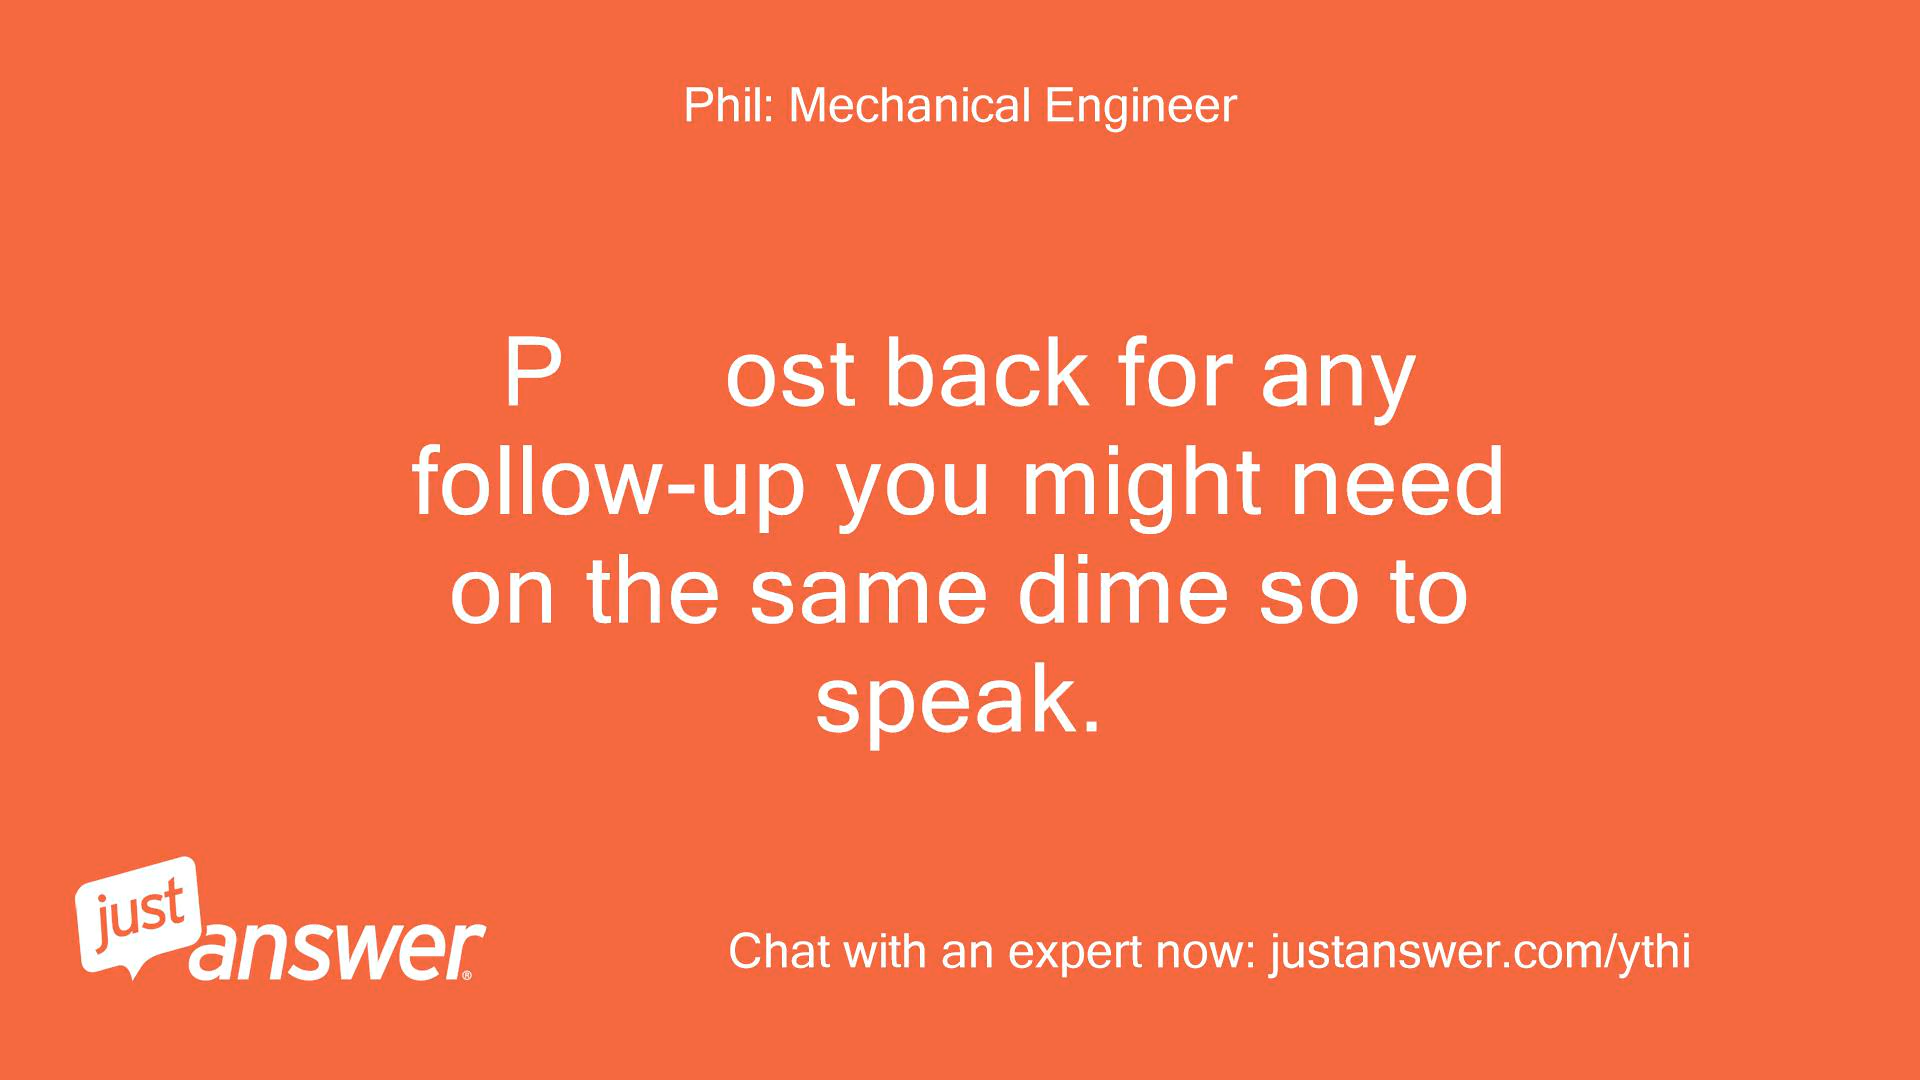 Phil: Mechanical Engineer
P ost back for any
follow-up you might need
on the same dime so to
speak.
just
answer®
Chat with an expert now: justanswer.com/ythi